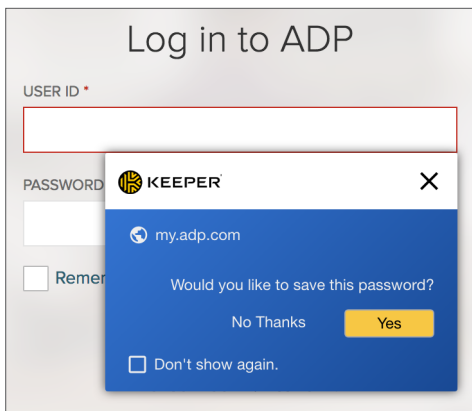 Log in to ADP
USER ID *
PASSWORD
KEEPER
my.adp.com
Remer
Would you like to save this password?
No Thanks Yes
Don't show again.